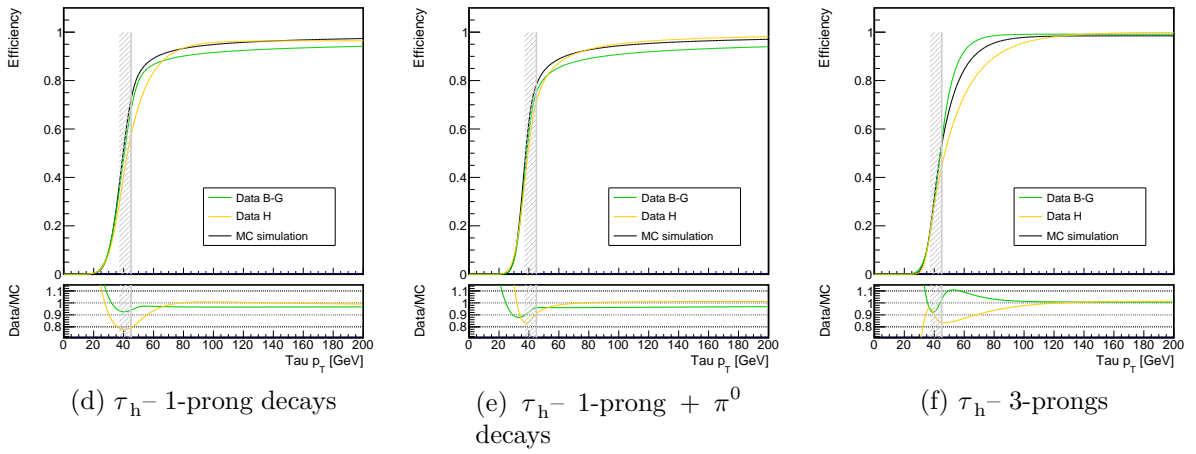 Efficiency
1
0.8
0.6
0.4
0.2
0
Data B-G
Data H
MC simulation
Data/MC
1.1
1
0.9
0.8
0 20 40 60 80 100 120 140 160 180 200
Tau p_T [GeV]
(d) τ_h– 1-prong decays
Efficiency
1
0.8
0.6
0.4
0.2
0
Data B-G
Data H
MC simulation
Data/MC
1.1
1
0.9
0.8
0 20 40 60 80 100 120 140 160 180 200
Tau p_T [GeV]
(e) τ_h– 1-prong + π^0
decays
Efficiency
1
0.8
0.6
0.4
0.2
0
Data B-G
Data H
MC simulation
Data/MC
1.1
1
0.9
0.8
0 20 40 60 80 100 120 140 160 180 200
Tau p_T [GeV]
(f) τ_h– 3-prongs